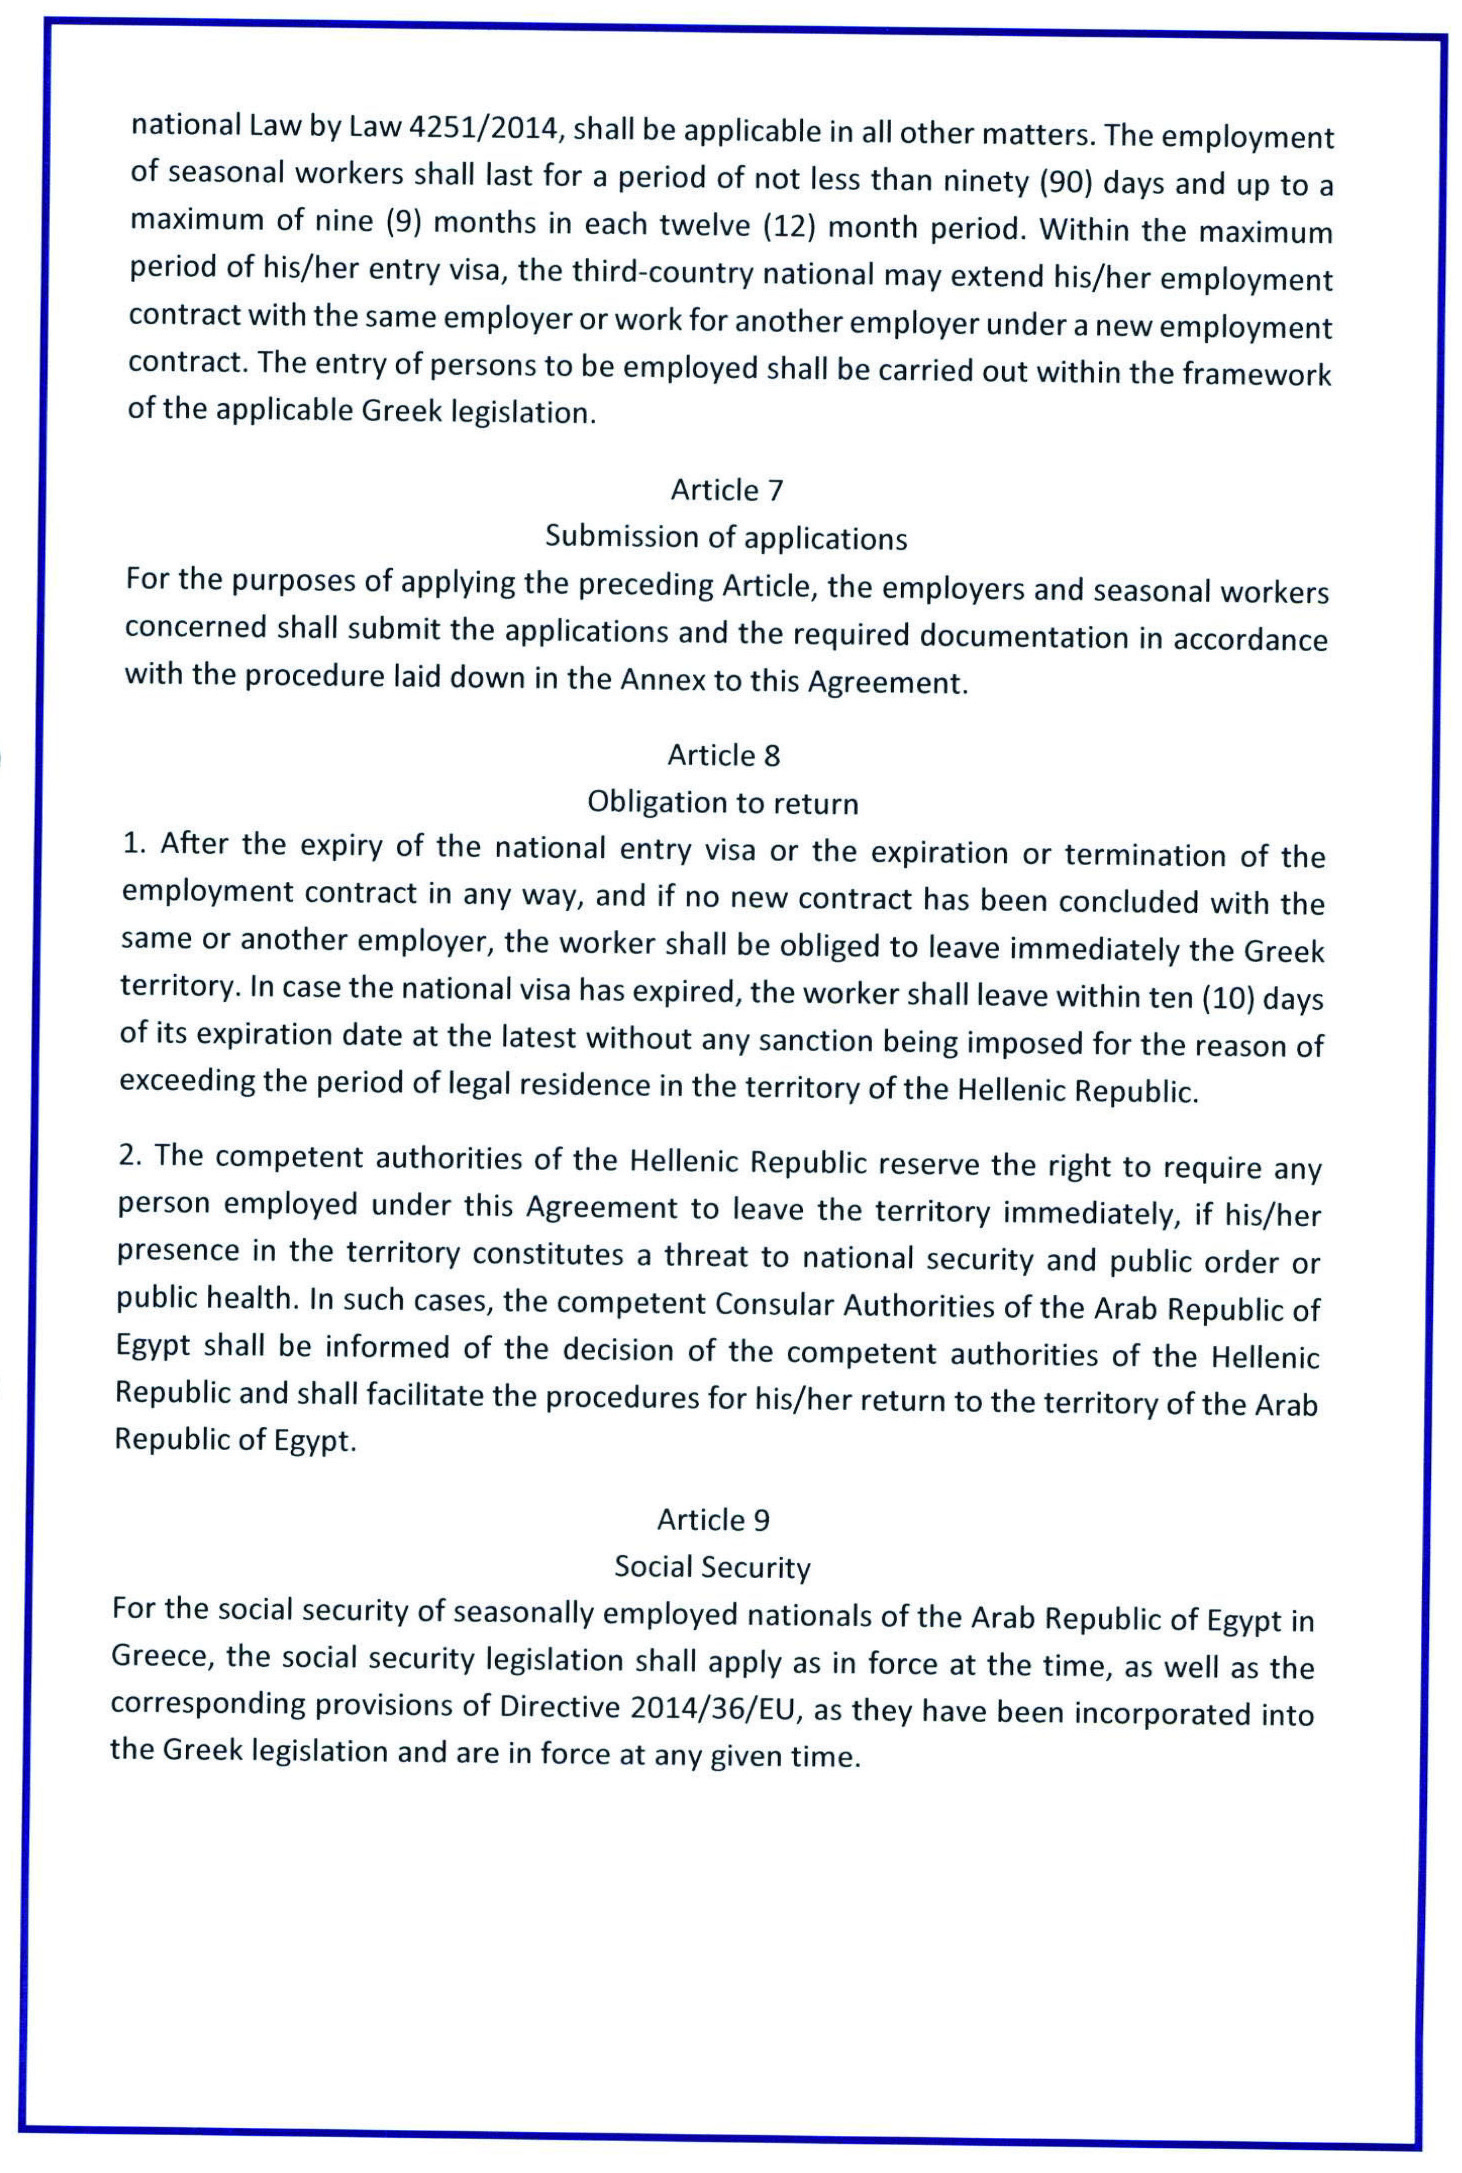 national Law by Law 4251/2014, shall be applicable in all other matters. The employment
of seasonal workers shall last for a period of not less than ninety (90) days and up to a
maximum of nine (9) months in each twelve (12) month period. Within the maximum
period of his/her entry visa, the third-country national may extend his/her employment
contract with the same employer or work for another employer under a new employment
contract. The entry of persons to be employed shall be carried out within the framework
of the applicable Greek legislation.
Article 7
Submission of applications
For the purposes of applying the preceding Article, the employers and seasonal workers
concerned shall submit the applications and the required documentation in accordance
with the procedure laid down in the Annex to this Agreement.
Article 8
Obligation to return
1. After the expiry of the national entry visa or the expiration or termination of the
employment contract in any way, and if no new contract has been concluded with the
same or another employer, the worker shall be obliged to leave immediately the Greek
territory. In case the national visa has expired, the worker shall leave within ten (10) days
of its expiration date at the latest without any sanction being imposed for the reason of
exceeding the period of legal residence in the territory of the Hellenic Republic.
2. The competent authorities of the Hellenic Republic reserve the right to require any
person employed under this Agreement to leave the territory immediately, if his/her
presence in the territory constitutes a threat to national security and public order or
public health. In such cases, the competent Consular Authorities of the Arab Republic of
Egypt shall be informed of the decision of the competent authorities of the Hellenic
Republic and shall facilitate the procedures for his/her return to the territory of the Arab
Republic of Egypt.
Article 9
Social Security
For the social security of seasonally employed nationals of the Arab Republic of Egypt in
Greece, the social security legislation shall apply as in force at the time, as well as the
corresponding provisions of Directive 2014/36/EU, as they have been incorporated into
the Greek legislation and are in force at any given time.